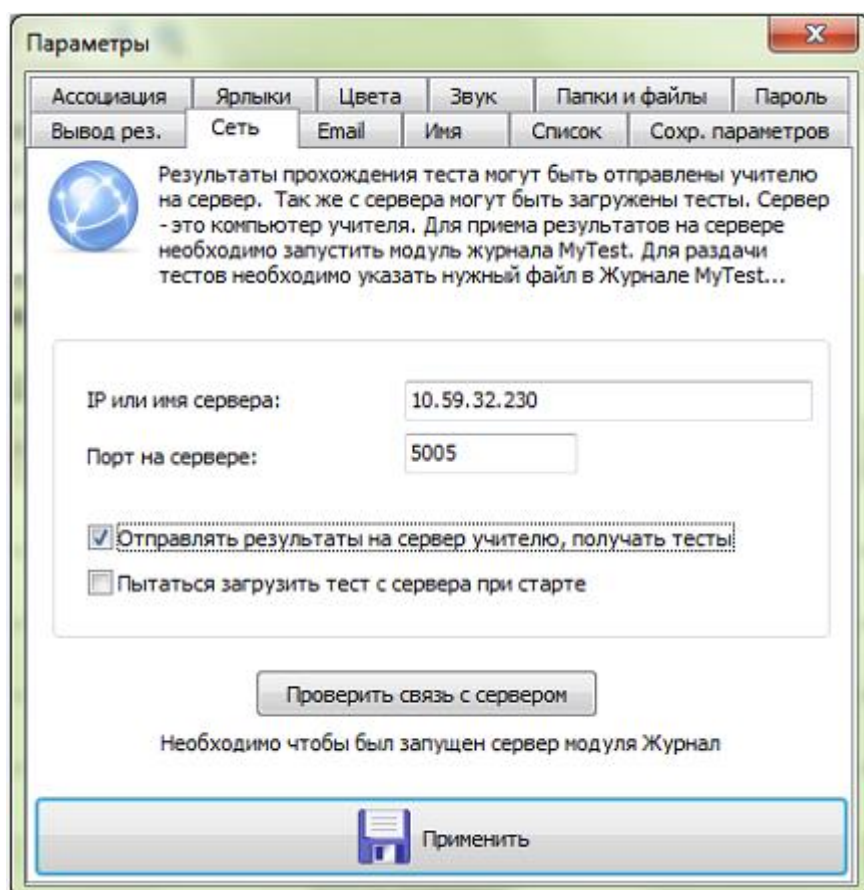 Параметры
Ассоциация Ярлыки Цвета Звук Папки и файлы Пароль
Вывод рез. Сеть Email Имя Список Сохр. параметров
Результаты прохождения теста могут быть отправлены учителю
на сервер. Так же с сервера могут быть загружены тесты. Сервер
- это компьютер учителя. Для приема результатов на сервере
необходимо запустить модуль журнала MyTest. Для раздачи
тестов необходимо указать нужный файл в Журнале MyTest...
IP или имя сервера: 10.59.32.230
Порт на сервере: 5005
Отправлять результаты на сервер учителю, получать тесты
Пытаться загрузить тест с сервера при старте
Проверить связь с сервером
Необходимо чтобы был запущен сервер модуля Журнал
Применить